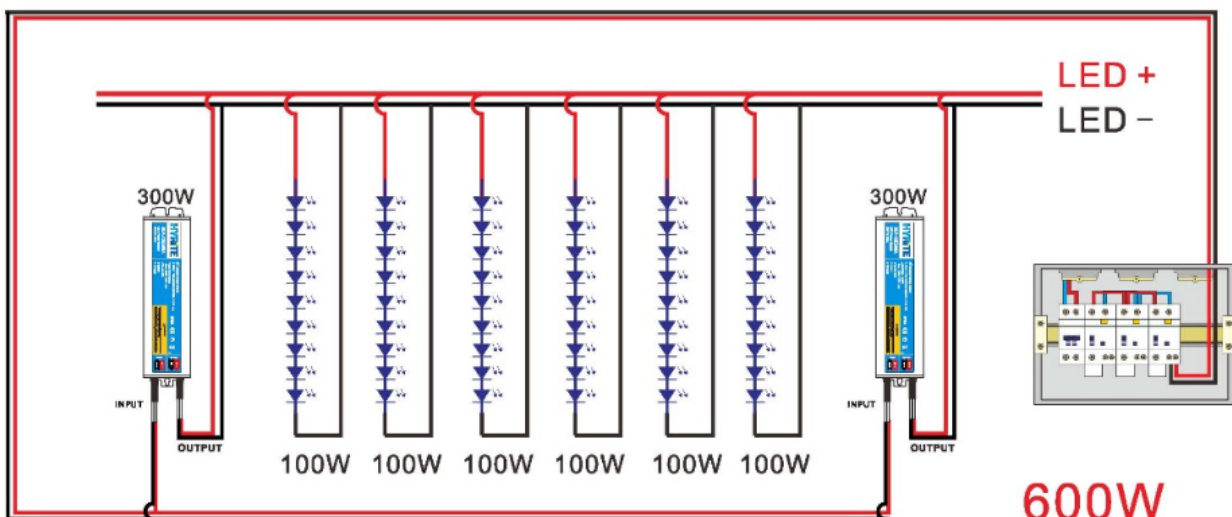 LED +
LED -
300W
300W
HYRITE
HYRITE
INPUT
OUTPUT
INPUT
OUTPUT
100W
100W
100W
100W
100W
100W
600W